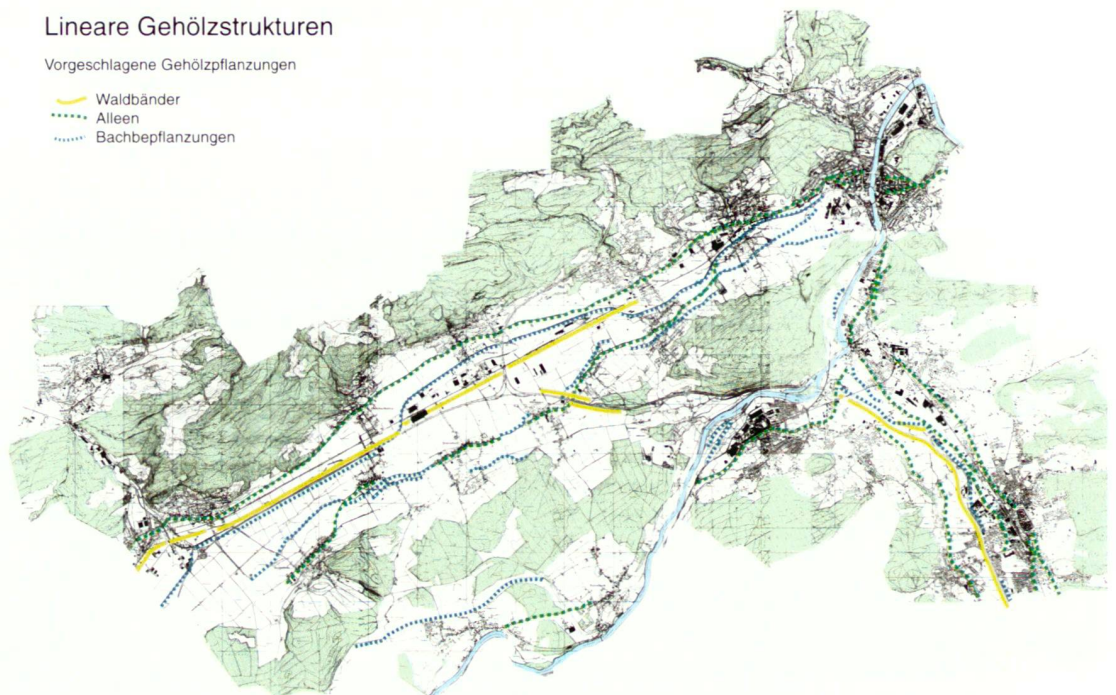 Lineare Gehölzstrukturen
Vorgeschlagene Gehölzpflanzungen
Waldbänder
Alleen
Bachbepflanzungen